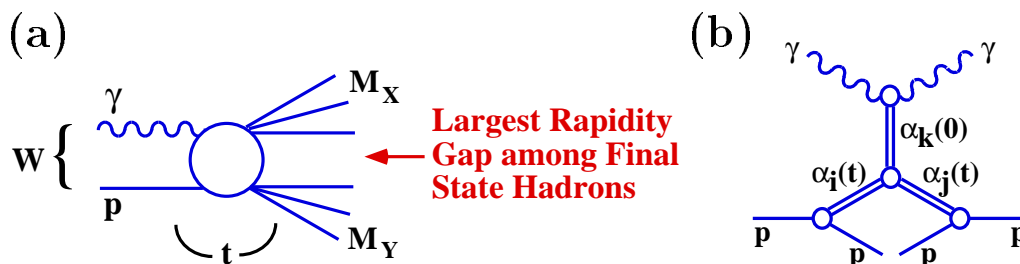 (a)
γ
W {
p
t
M_X
M_Y
Largest Rapidity
Gap among Final
State Hadrons
(b)
γ γ
α_k(0)
α_i(t) α_j(t)
p p p p